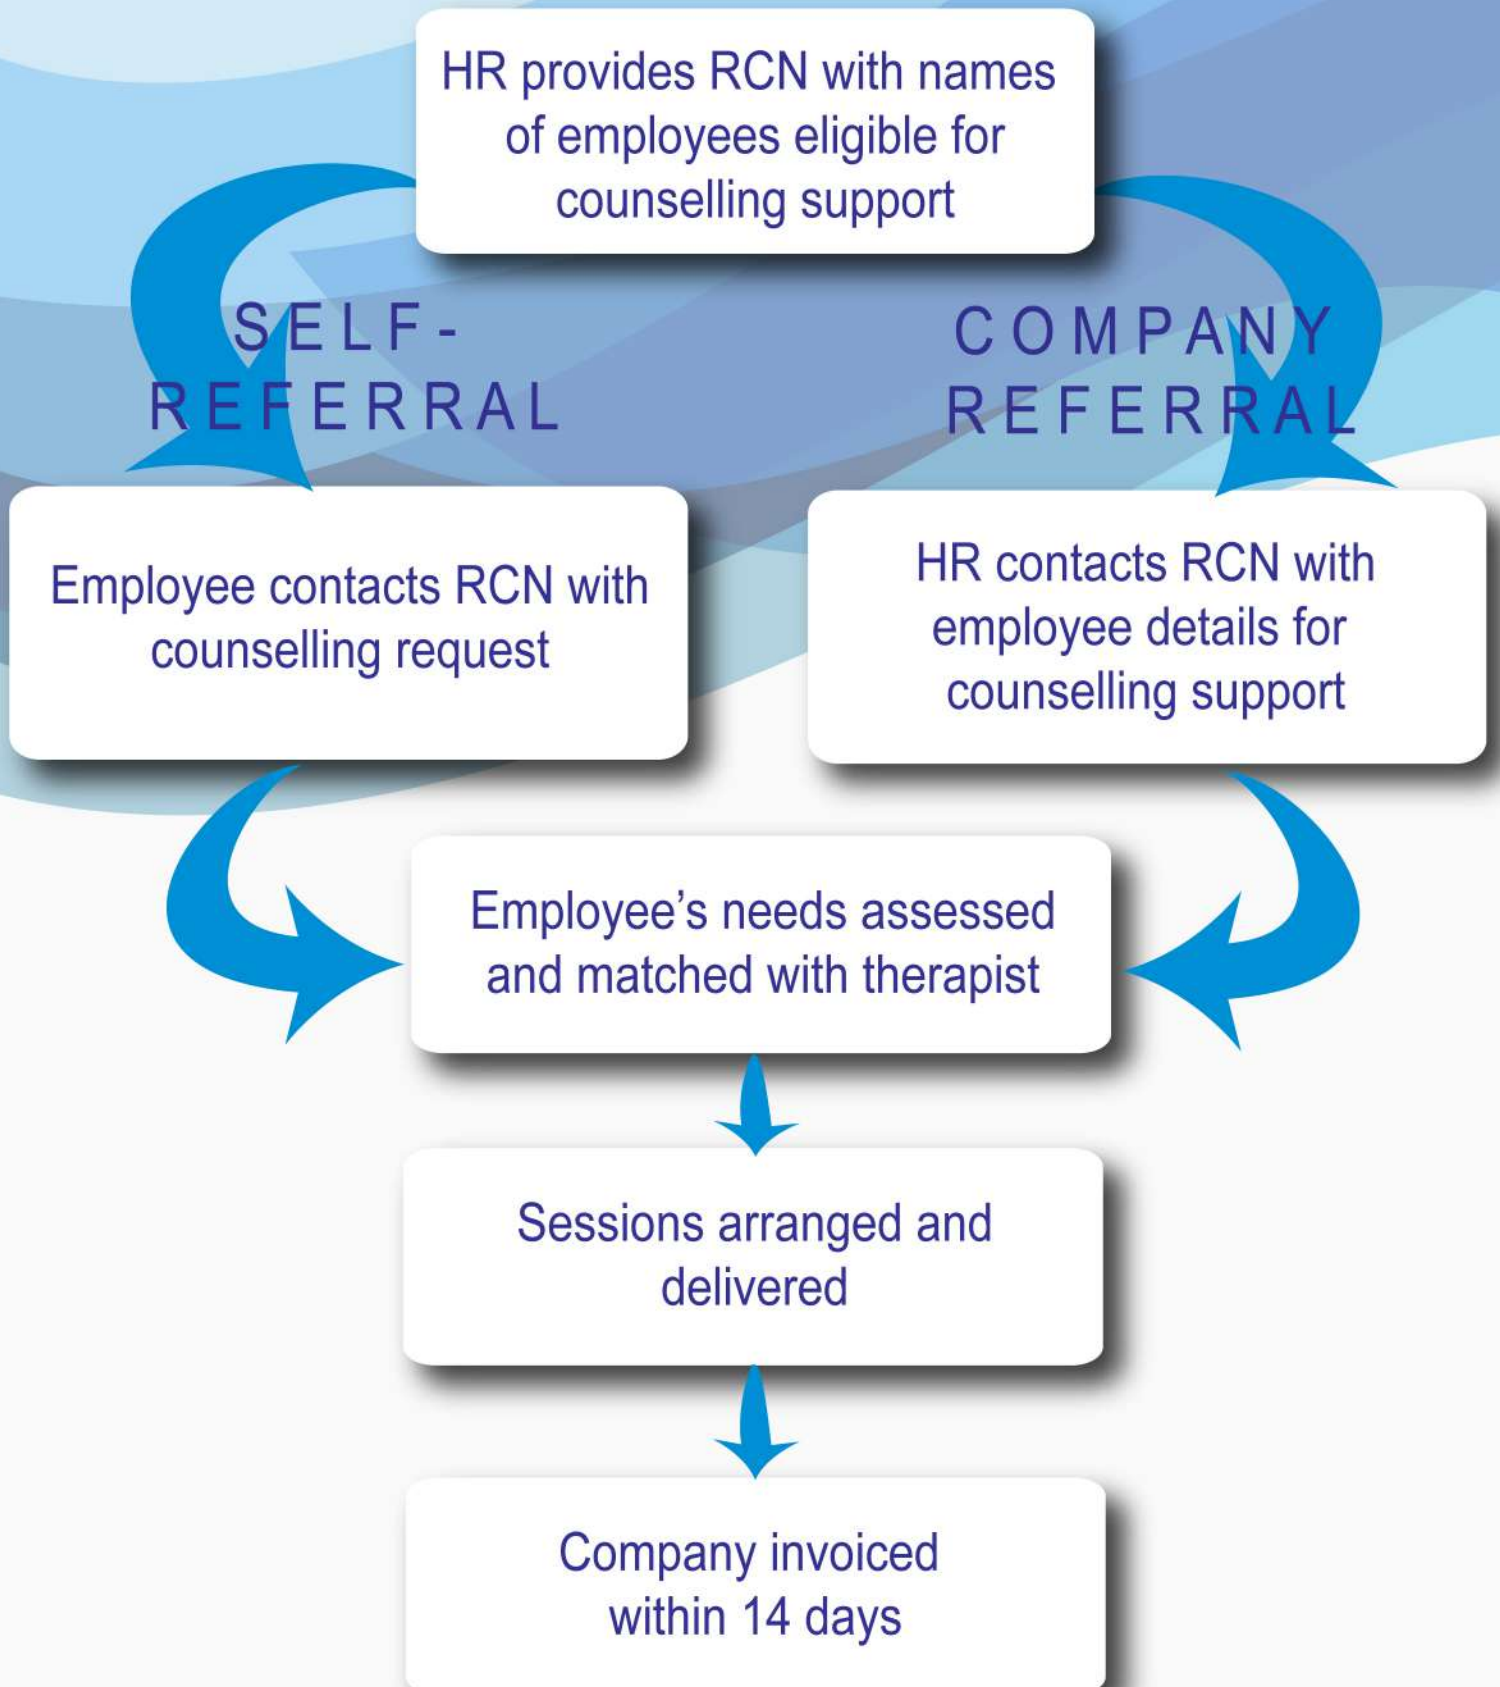 HR provides RCN with names
of employees eligible for
counselling support
SELF-
REFERRAL
COMPANY
REFERRAL
Employee contacts RCN with
counselling request
HR contacts RCN with
employee details for
counselling support
Employee’s needs assessed
and matched with therapist
Sessions arranged and
delivered
Company invoiced
within 14 days